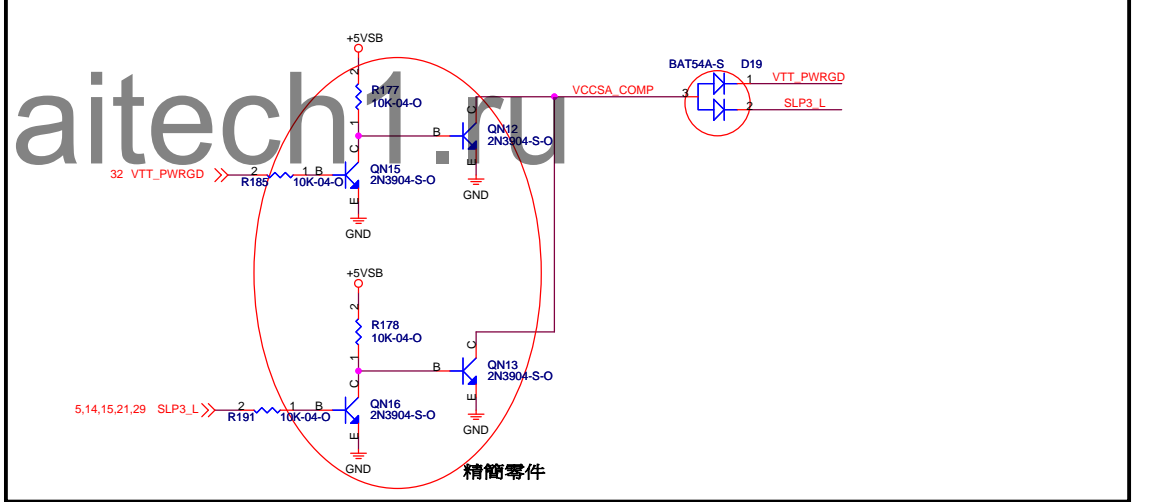 +5VSB
BAT54A-S D19
2
R177
10K-04-O
1
VCCSA_COMP
3
1 VTT_PWRGD
2 SLP3_L
aitech1.ru
C
B
QN12
2N3904-S-O
E
GND
32 VTT_PWRGD
2
R185
1
10K-04-O
B
C
QN15
2N3904-S-O
E
GND
+5VSB
2
R178
10K-04-O
1
C
B
QN13
2N3904-S-O
E
GND
5,14,15,21,29 SLP3_L
2
R191
1
10K-04-O
B
C
QN16
2N3904-S-O
E
GND
精簡零件